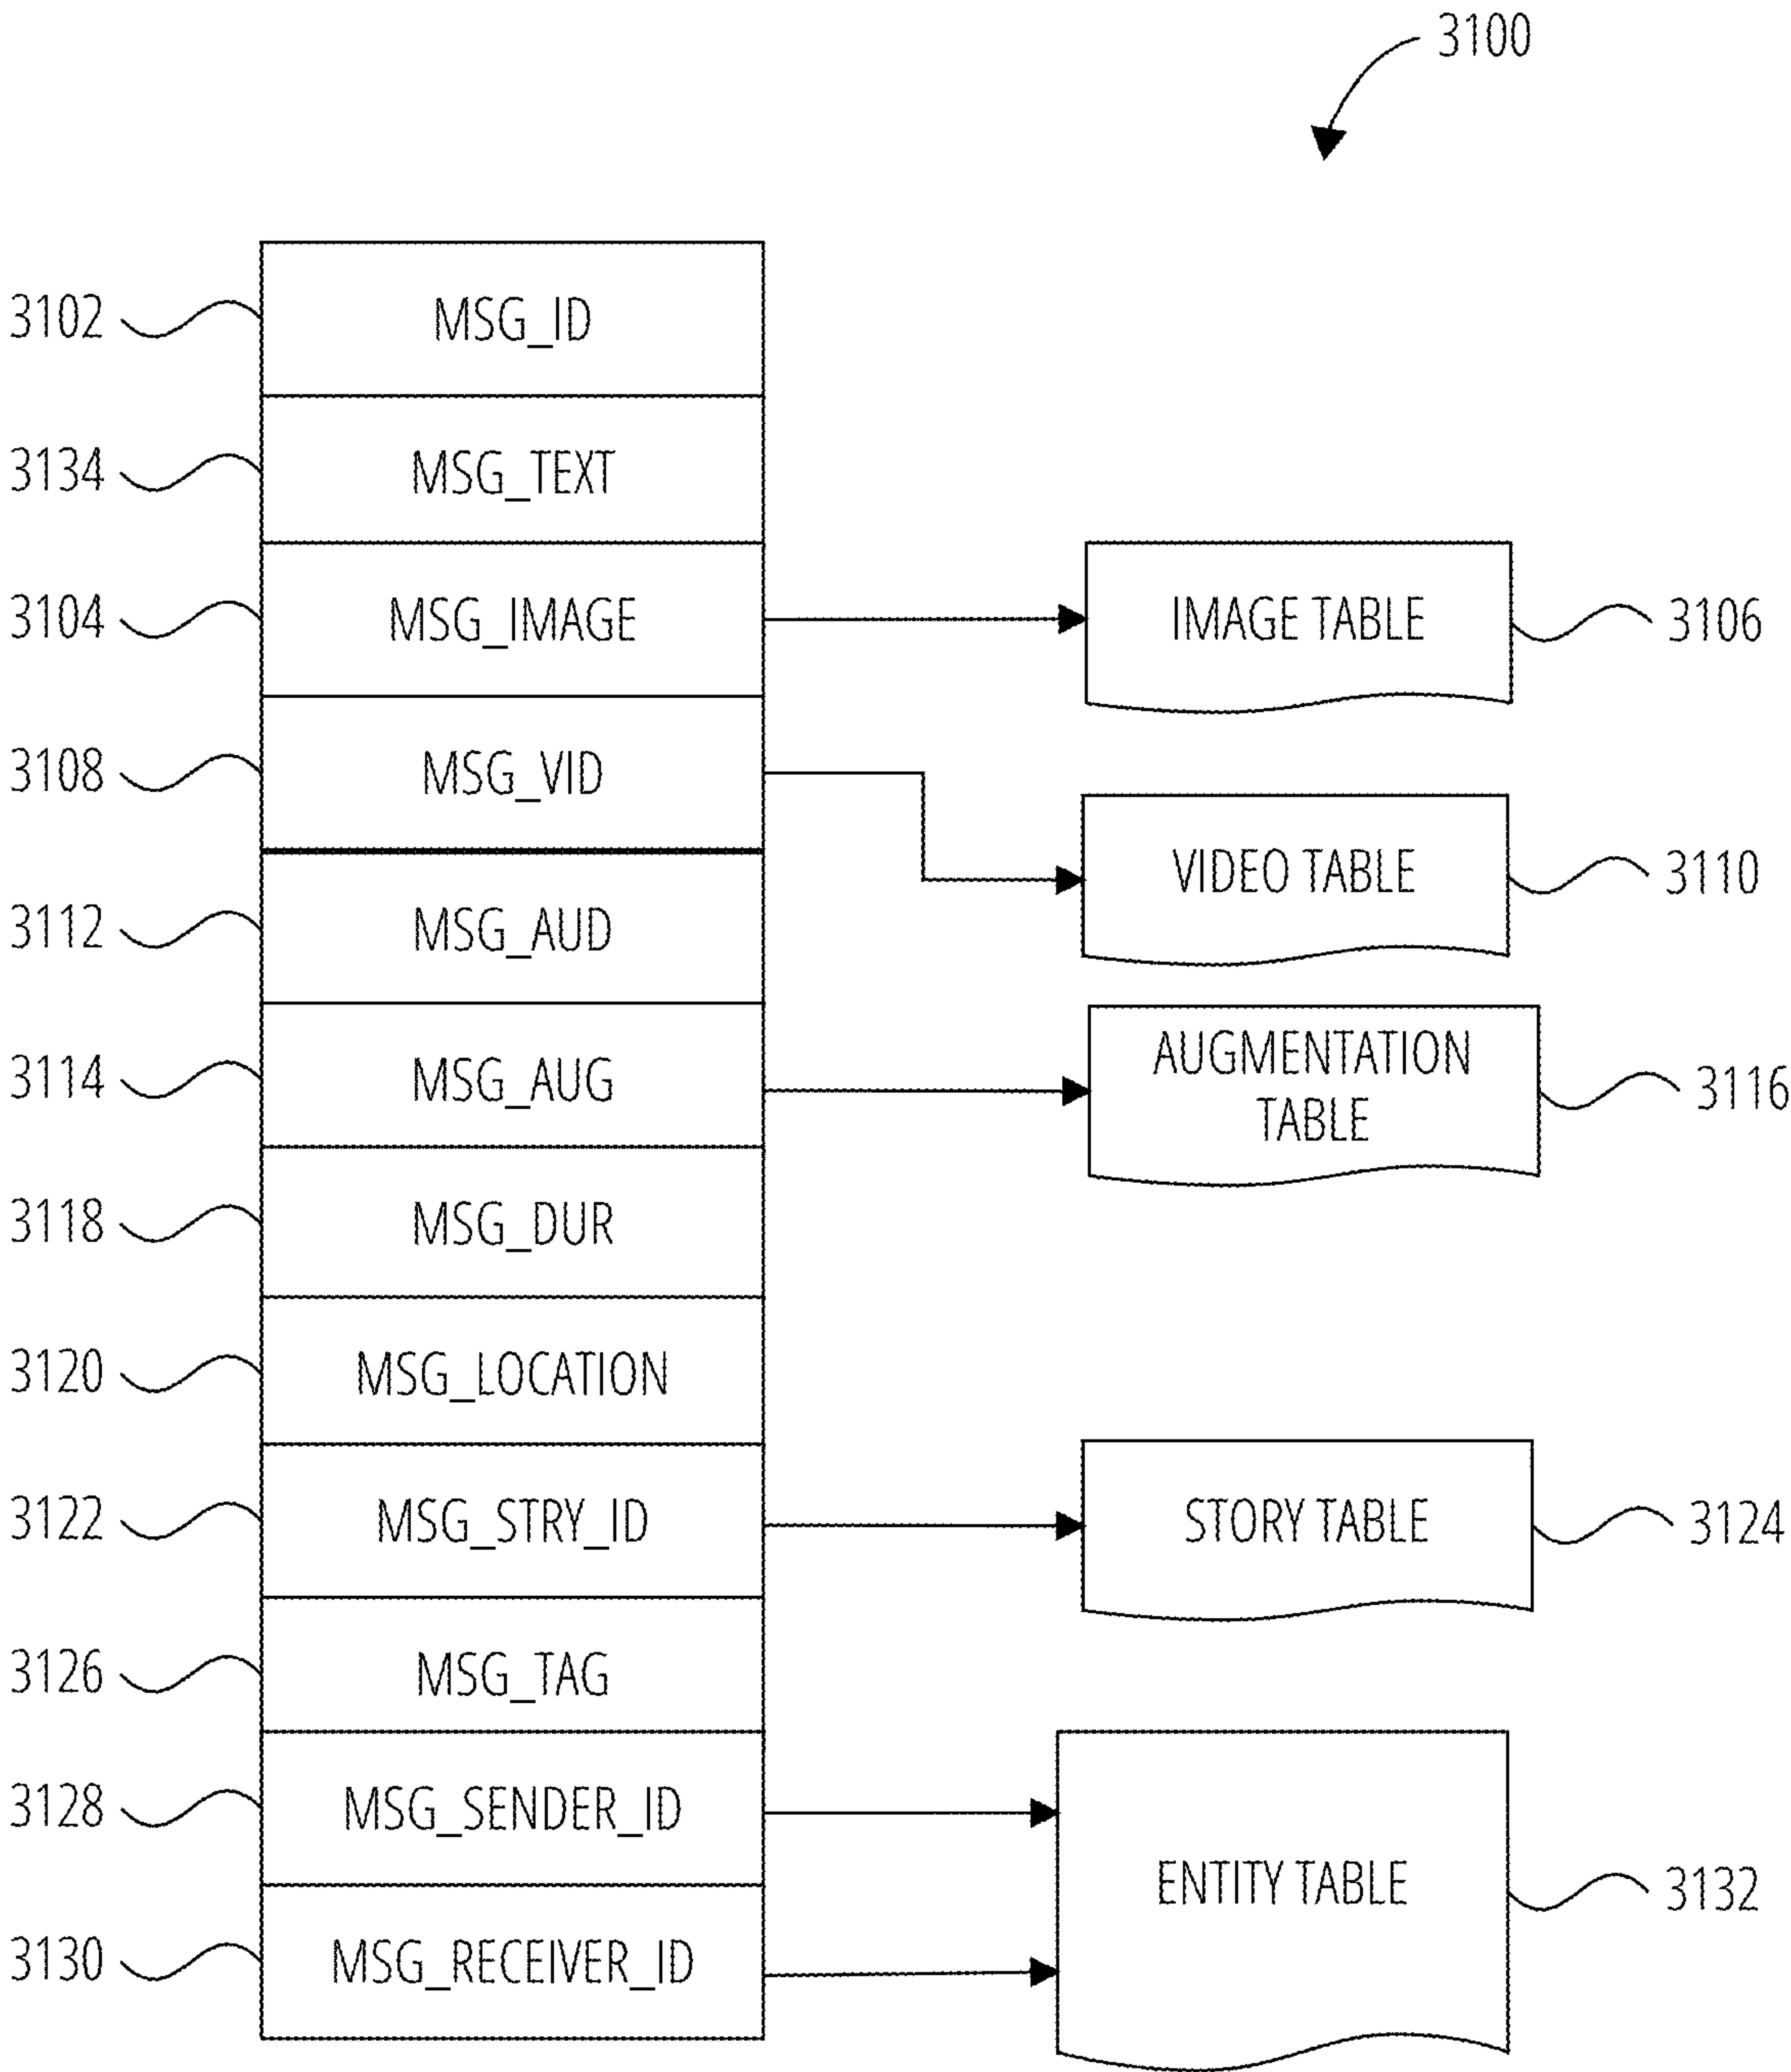 3100
3102 MSG_ID
3134 MSG_TEXT
3104 MSG_IMAGE IMAGE TABLE 3106
3108 MSG_VID
VIDEO TABLE 3110
3112 MSG_AUD
3114 MSG_AUG AUGMENTATION
TABLE 3116
3118 MSG_DUR
3120 MSG_LOCATION
3122 MSG_STRY_ID STORY TABLE 3124
3126 MSG_TAG
3128 MSG_SENDER_ID
ENTITY TABLE 3132
3130 MSG_RECEIVER_ID